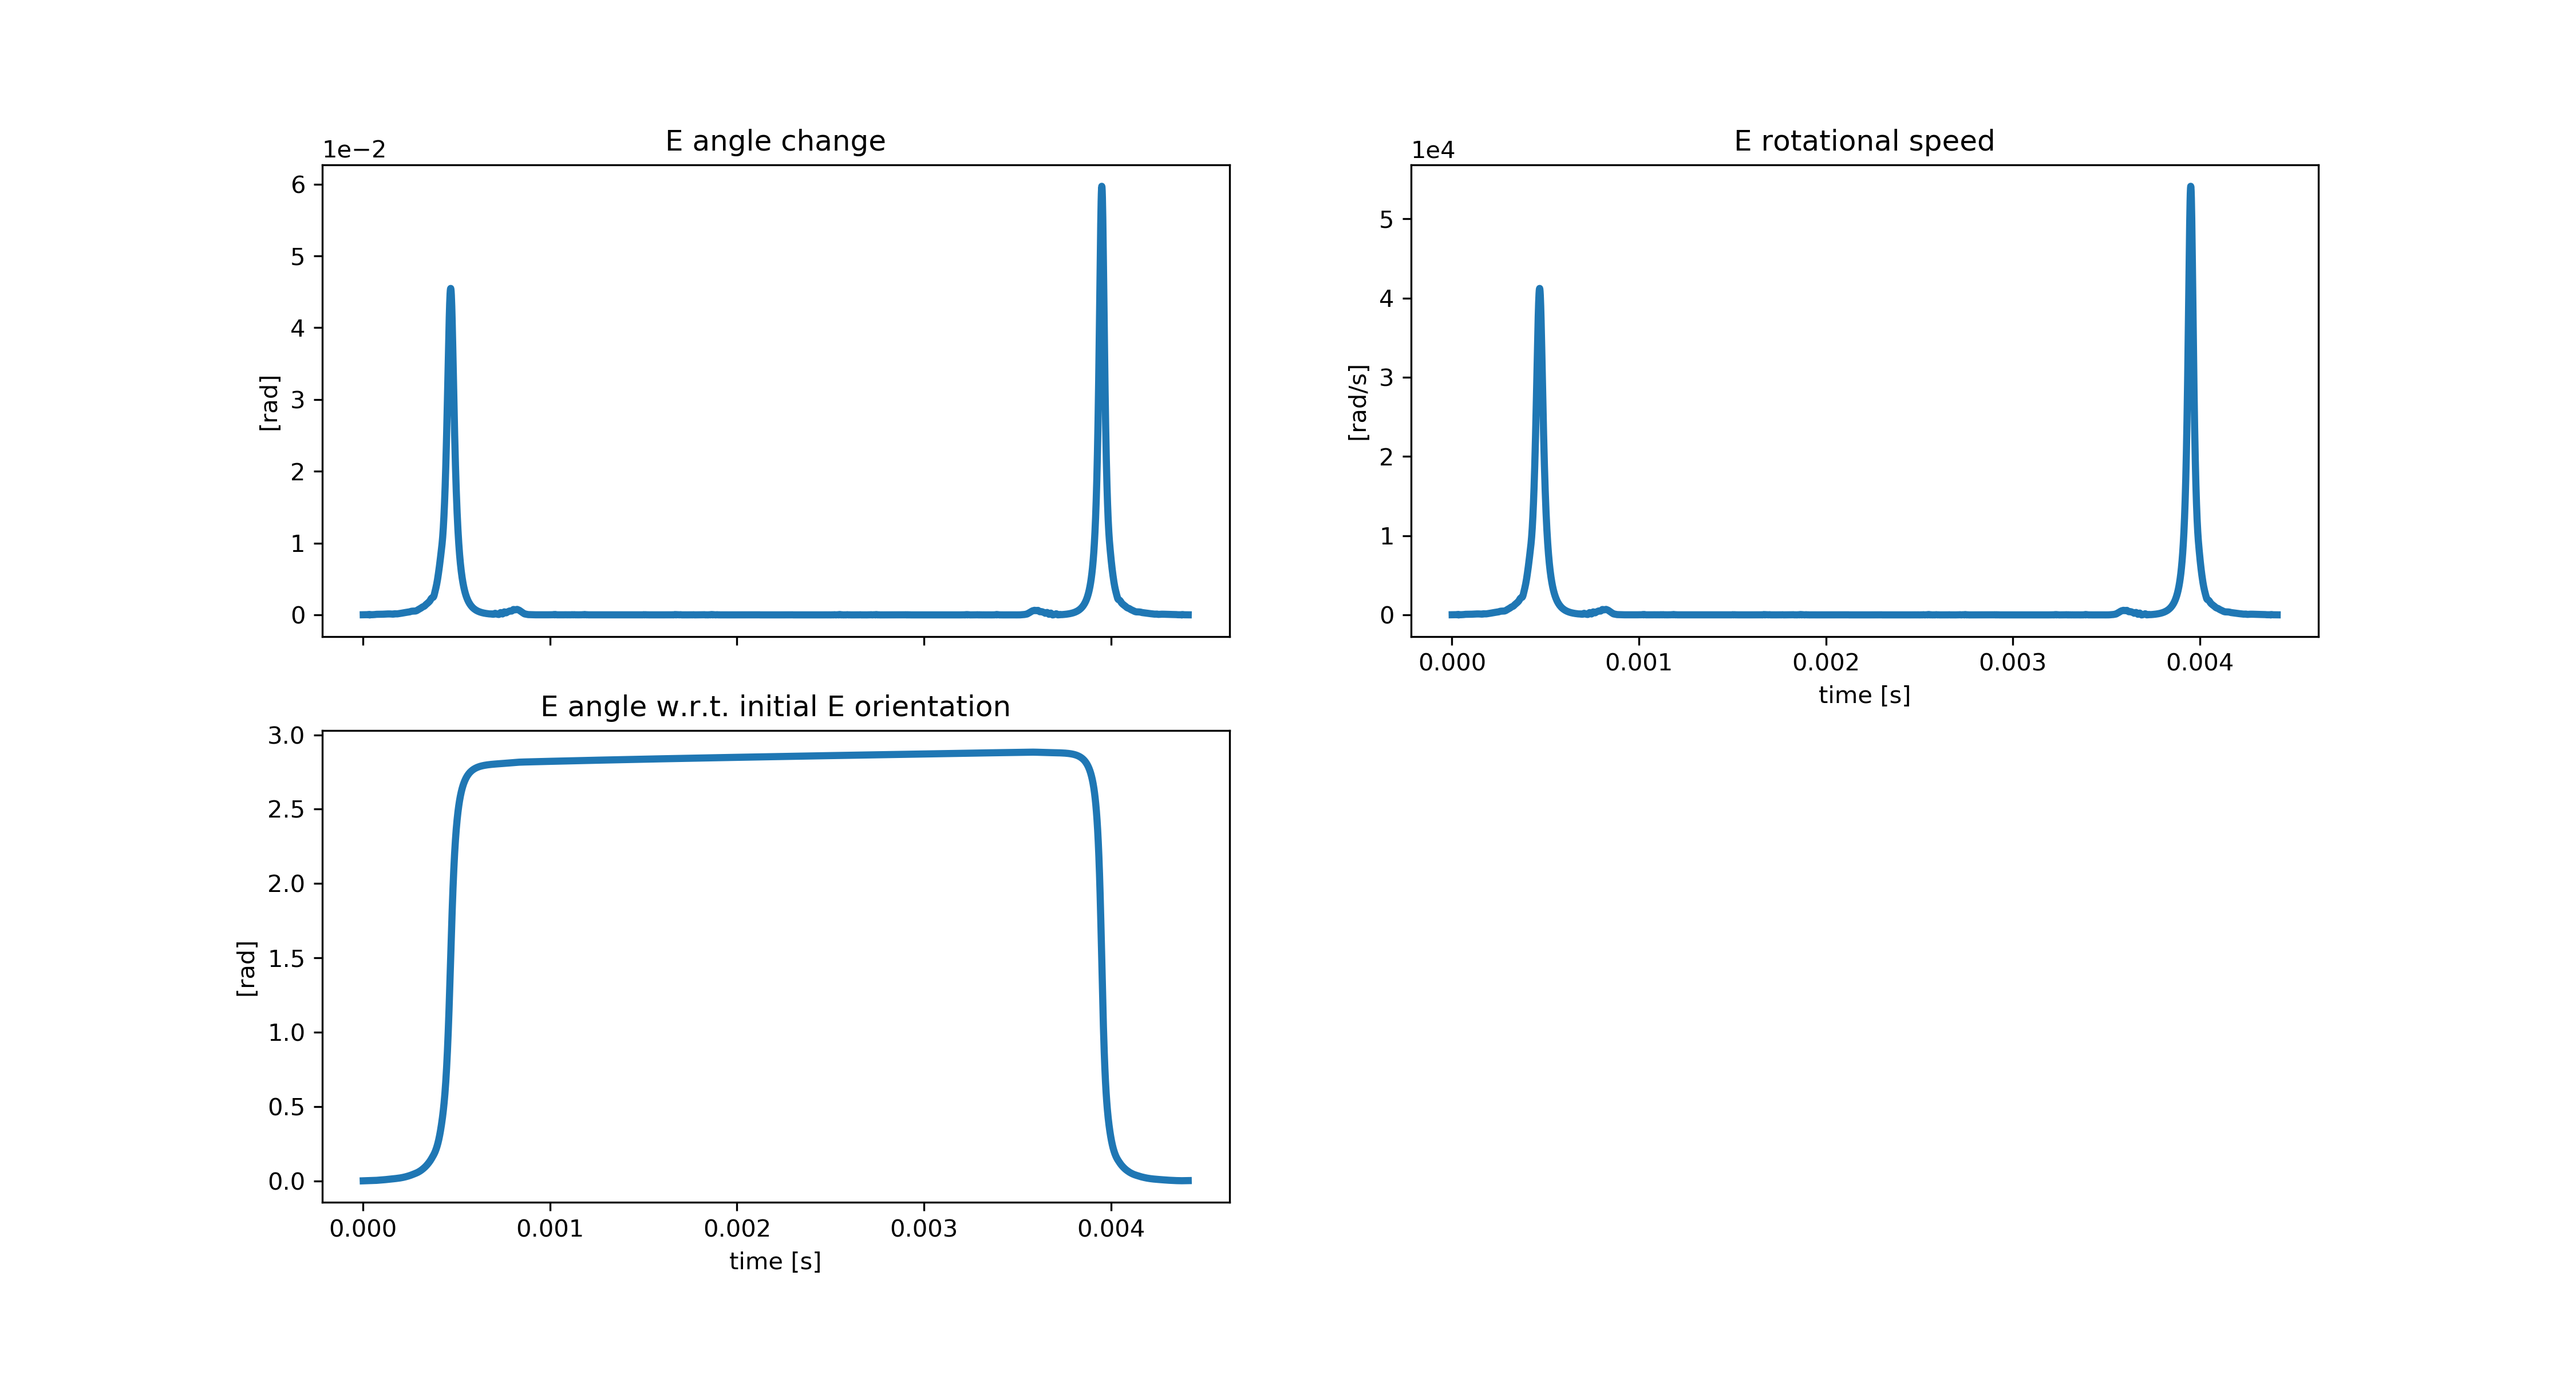 E angle change
1e−2
6
5
4
3
2
1
0
[rad]
E rotational speed
1e4
5
4
3
2
1
0
[rad/s]
0.000 0.001 0.002 0.003 0.004
time [s]
E angle w.r.t. initial E orientation
3.0
2.5
2.0
1.5
1.0
0.5
0.0
[rad]
0.000 0.001 0.002 0.003 0.004
time [s]